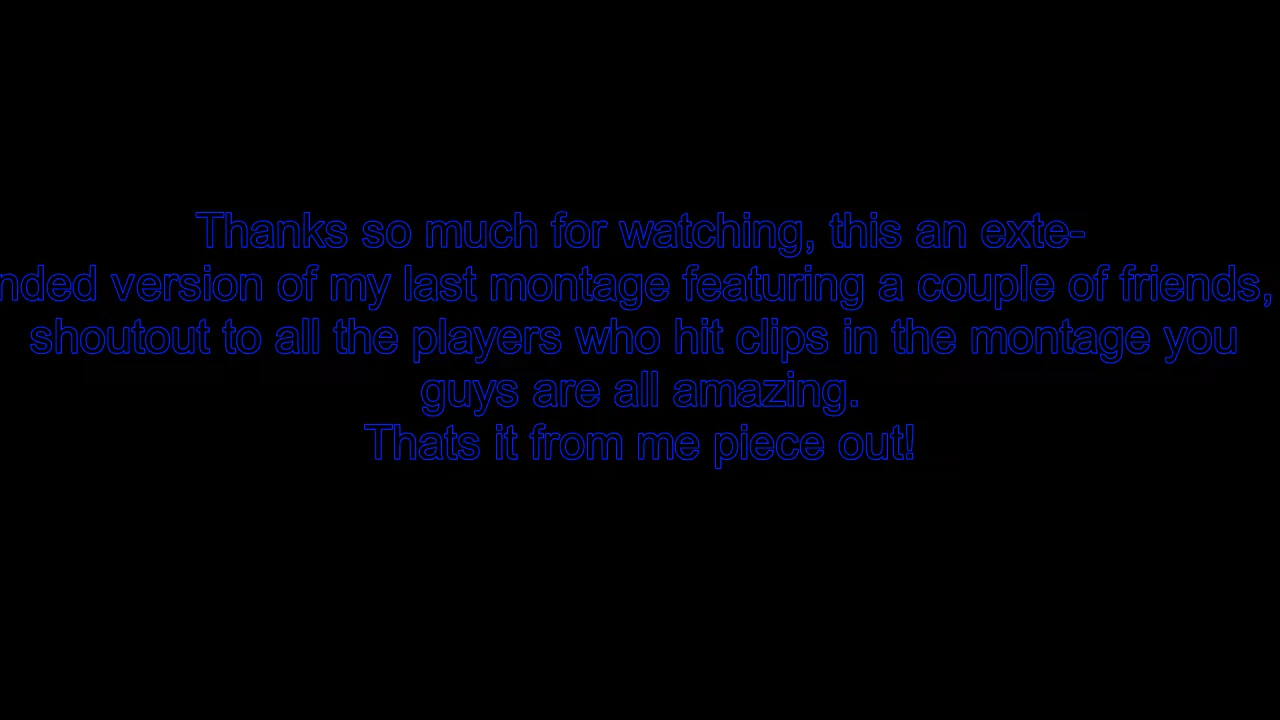 Thanks so much for watching, this an exte-
nded version of my last montage featuring a couple of friends,
shoutout to all the players who hit clips in the montage you
guys are all amazing.
Thats it from me piece out!